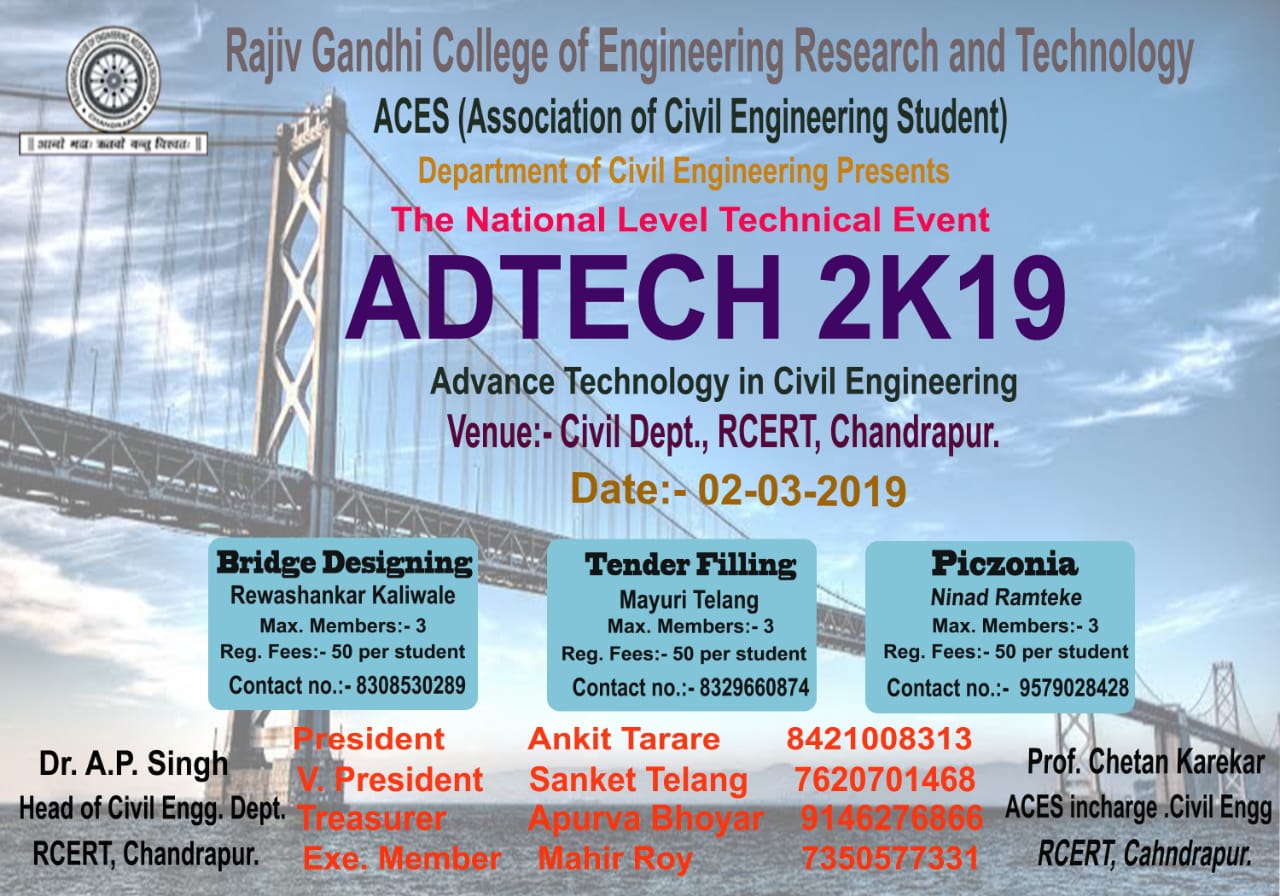 Rajiv Gandhi College of Engineering Research and Technology
CHANDRAPUR
|| आनो भद्राः क्रतवो यन्तु विश्वतः ||
ACES (Association of Civil Engineering Student)
Department of Civil Engineering Presents
The National Level Technical Event
ADTECH 2K19
Advance Technology in Civil Engineering
Venue:- Civil Dept., RCERT, Chandrapur.
Date:- 02-03-2019
Bridge Designing
Rewashankar Kaliwale
Max. Members:- 3
Reg. Fees:- 50 per student
Contact no.:- 8308530289
Tender Filling
Mayuri Telang
Max. Members:- 3
Reg. Fees:- 50 per student
Contact no.:- 8329660874
Piczonia
Ninad Ramteke
Max. Members:- 3
Reg. Fees:- 50 per student
Contact no.:- 9579028428
Dr. A.P. Singh
Head of Civil Engg. Dept.
RCERT, Chandrapur.
President Ankit Tarare 8421008313
V. President Sanket Telang 7620701468
Treasurer Apurva Bhoyar 9146276866
Exe. Member Mahir Roy 7350577331
Prof. Chetan Karekar
ACES incharge .Civil Engg
RCERT, Cahndrapur.